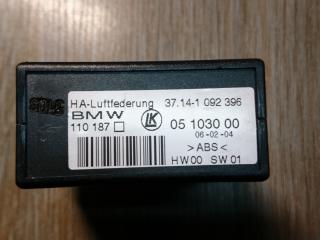 HA-Luftfederung 37.14-1 092 396
BMW
110 187
LK
05 1030 00
06-02-04
>ABS<
HW00 SW01